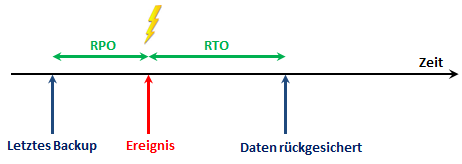 RPO
RTO
Zeit
Letztes Backup
Ereignis
Daten rückgesichert